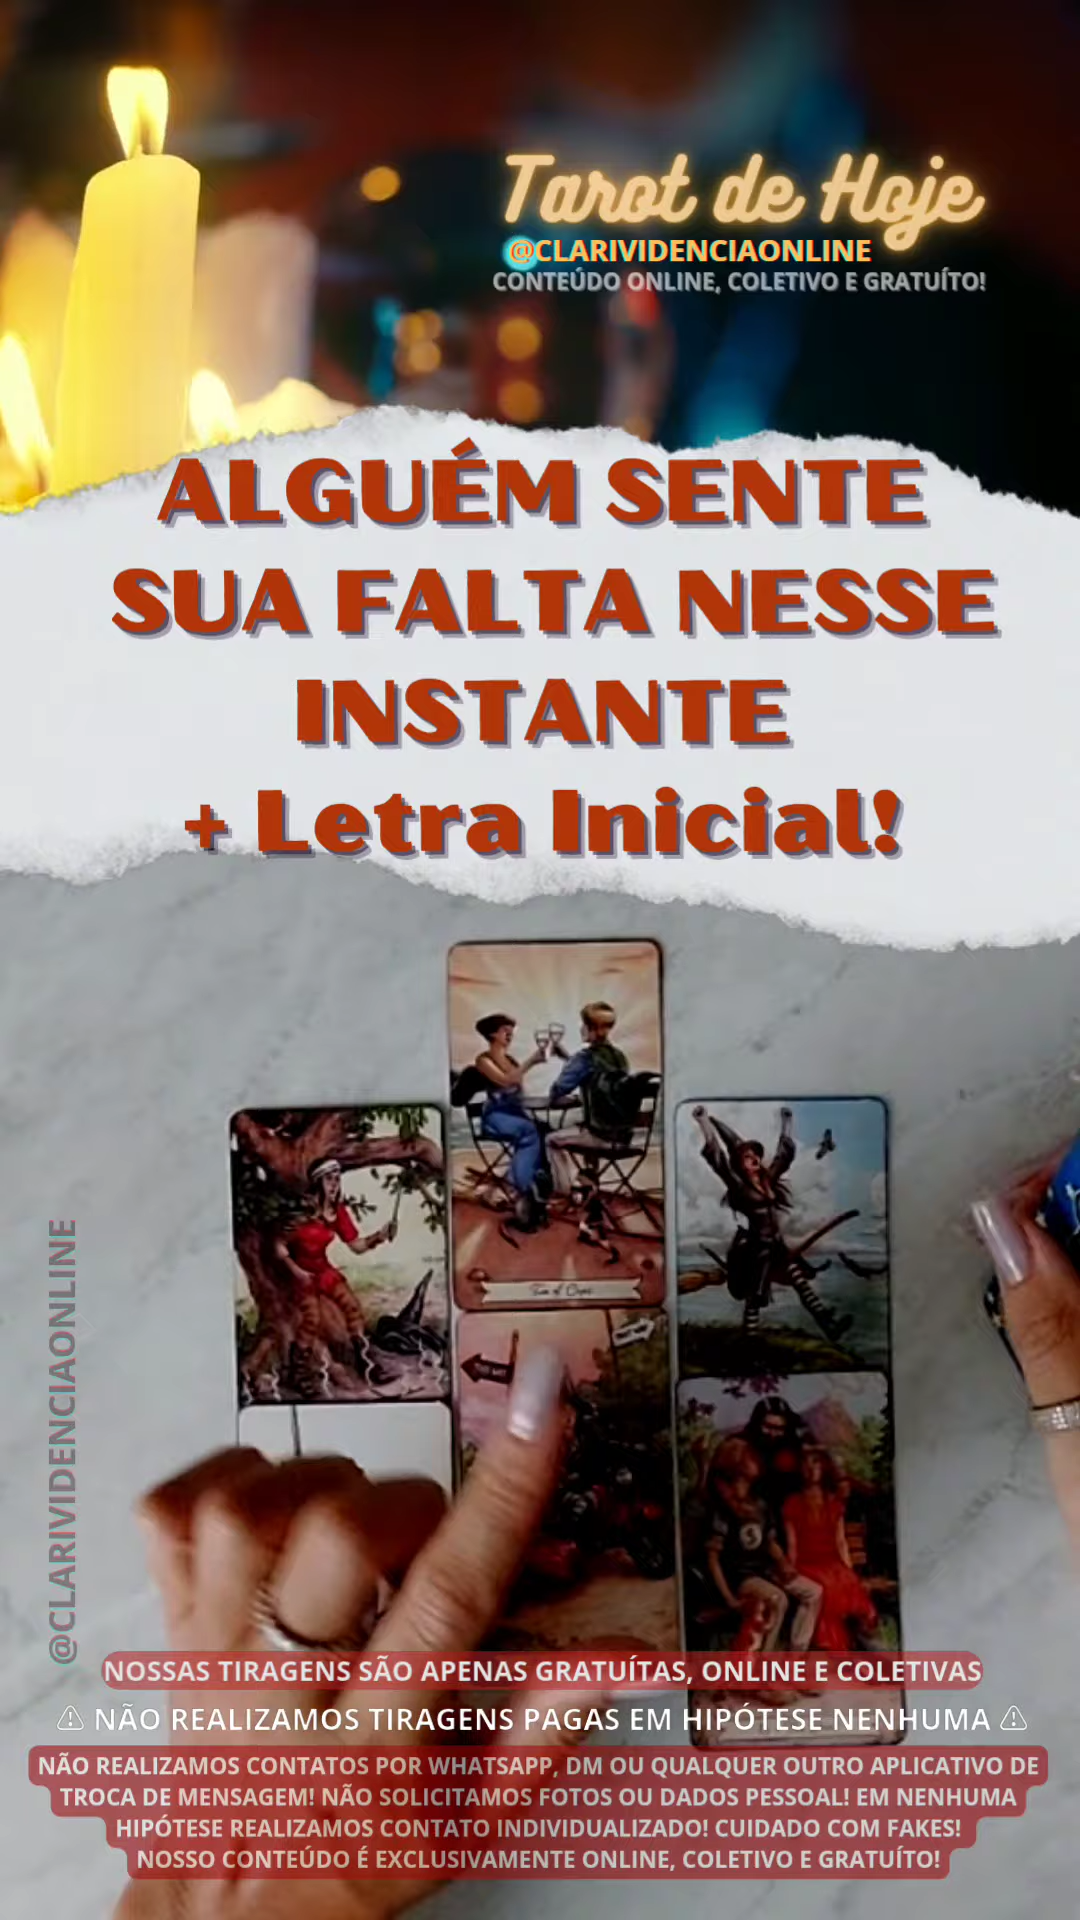 Tarot de Hoje
@CLARIVIDENCIAONLINE
CONTEÚDO ONLINE, COLETIVO E GRATUÍTO!
ALGUÉM SENTE
SUA FALTA NESSE
INSTANTE
+ Letra Inicial!
@CLARIVIDENCIAONLINE
NOSSAS TIRAGENS SÃO APENAS GRATUÍTAS, ONLINE E COLETIVAS
⚠ NÃO REALIZAMOS TIRAGENS PAGAS EM HIPÓTESE NENHUMA ⚠
NÃO REALIZAMOS CONTATOS POR WHATSAPP, DM OU QUALQUER OUTRO APLICATIVO DE
TROCA DE MENSAGEM! NÃO SOLICITAMOS FOTOS OU DADOS PESSOAL! EM NENHUMA
HIPÓTESE REALIZAMOS CONTATO INDIVIDUALIZADO! CUIDADO COM FAKES!
NOSSO CONTEÚDO É EXCLUSIVAMENTE ONLINE, COLETIVO E GRATUÍTO!